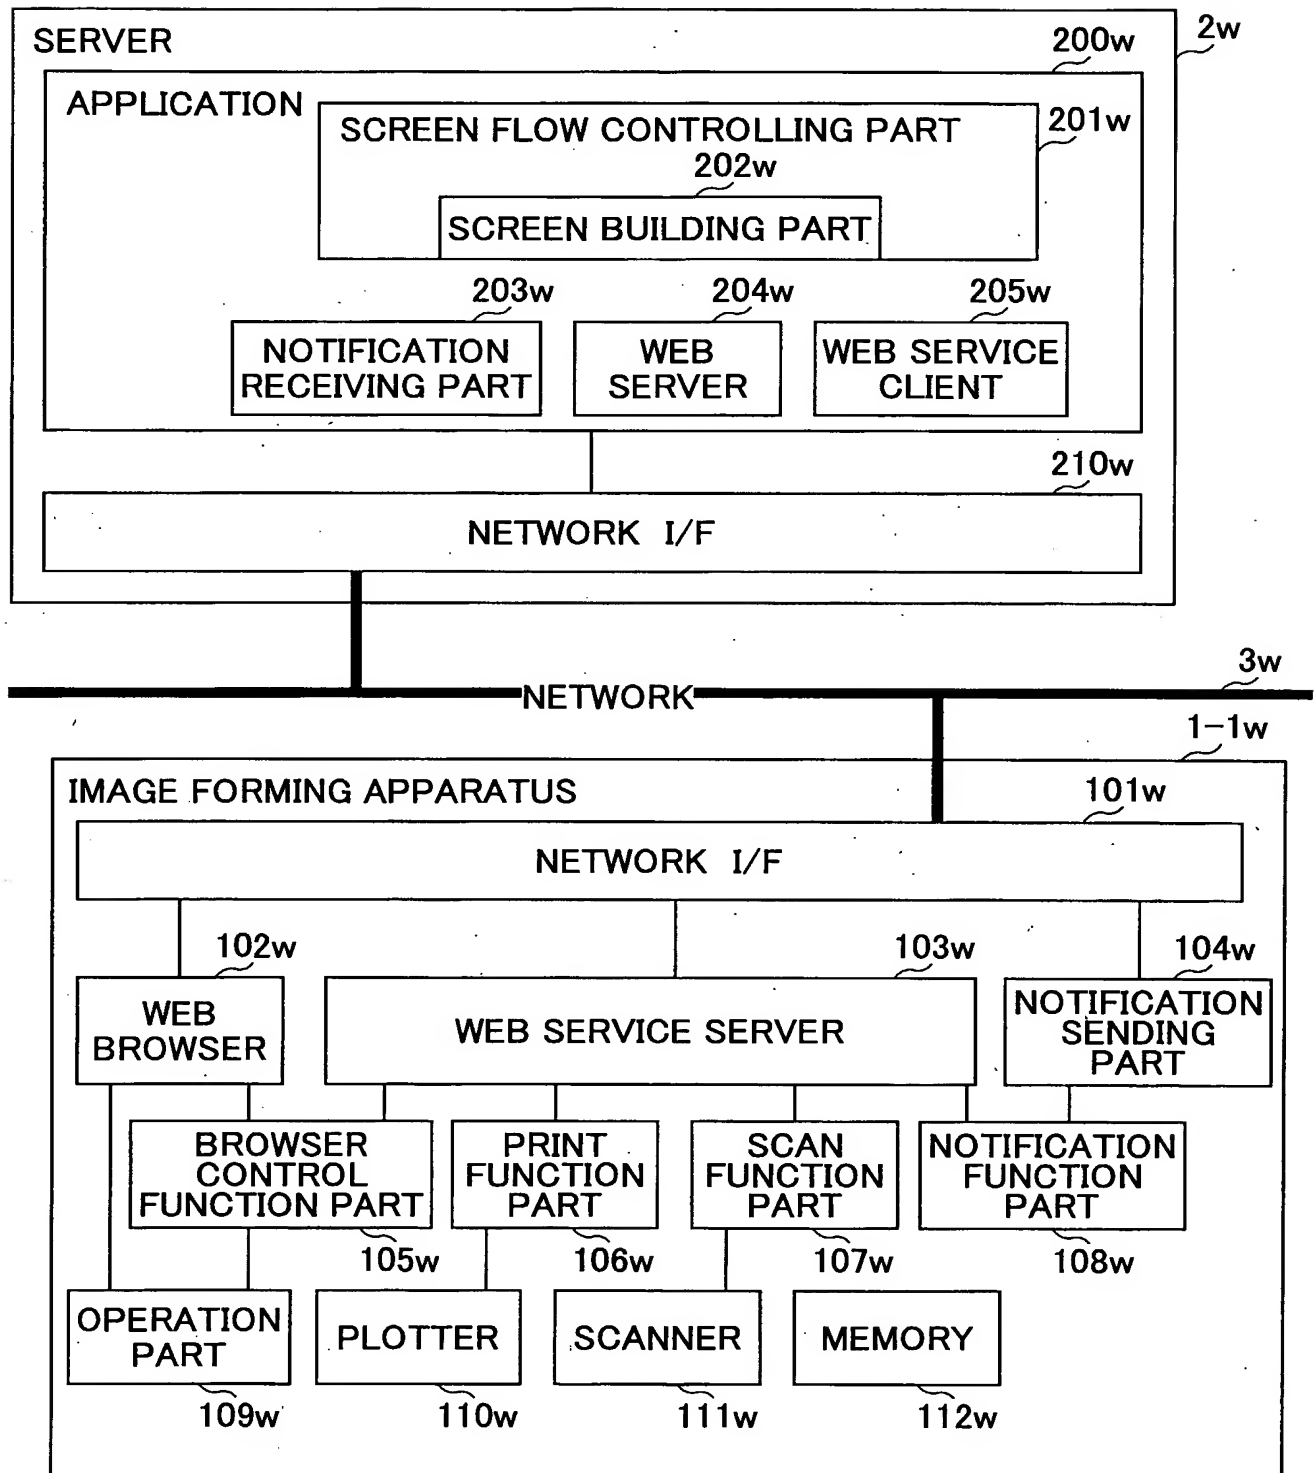 SERVER
2w
200w
APPLICATION
SCREEN FLOW CONTROLLING PART
201w
202w
SCREEN BUILDING PART
203w
204w
205w
NOTIFICATION
RECEIVING PART
WEB
SERVER
WEB SERVICE
CLIENT
210w
NETWORK I/F
3w
NETWORK
1-1w
IMAGE FORMING APPARATUS
101w
NETWORK I/F
102w
103w
104w
WEB
BROWSER
WEB SERVICE SERVER
NOTIFICATION
SENDING
PART
BROWSER
CONTROL
FUNCTION PART
PRINT
FUNCTION
PART
SCAN
FUNCTION
PART
NOTIFICATION
FUNCTION
PART
105w
106w
107w
108w
OPERATION
PART
PLOTTER
SCANNER
MEMORY
109w
110w
111w
112w